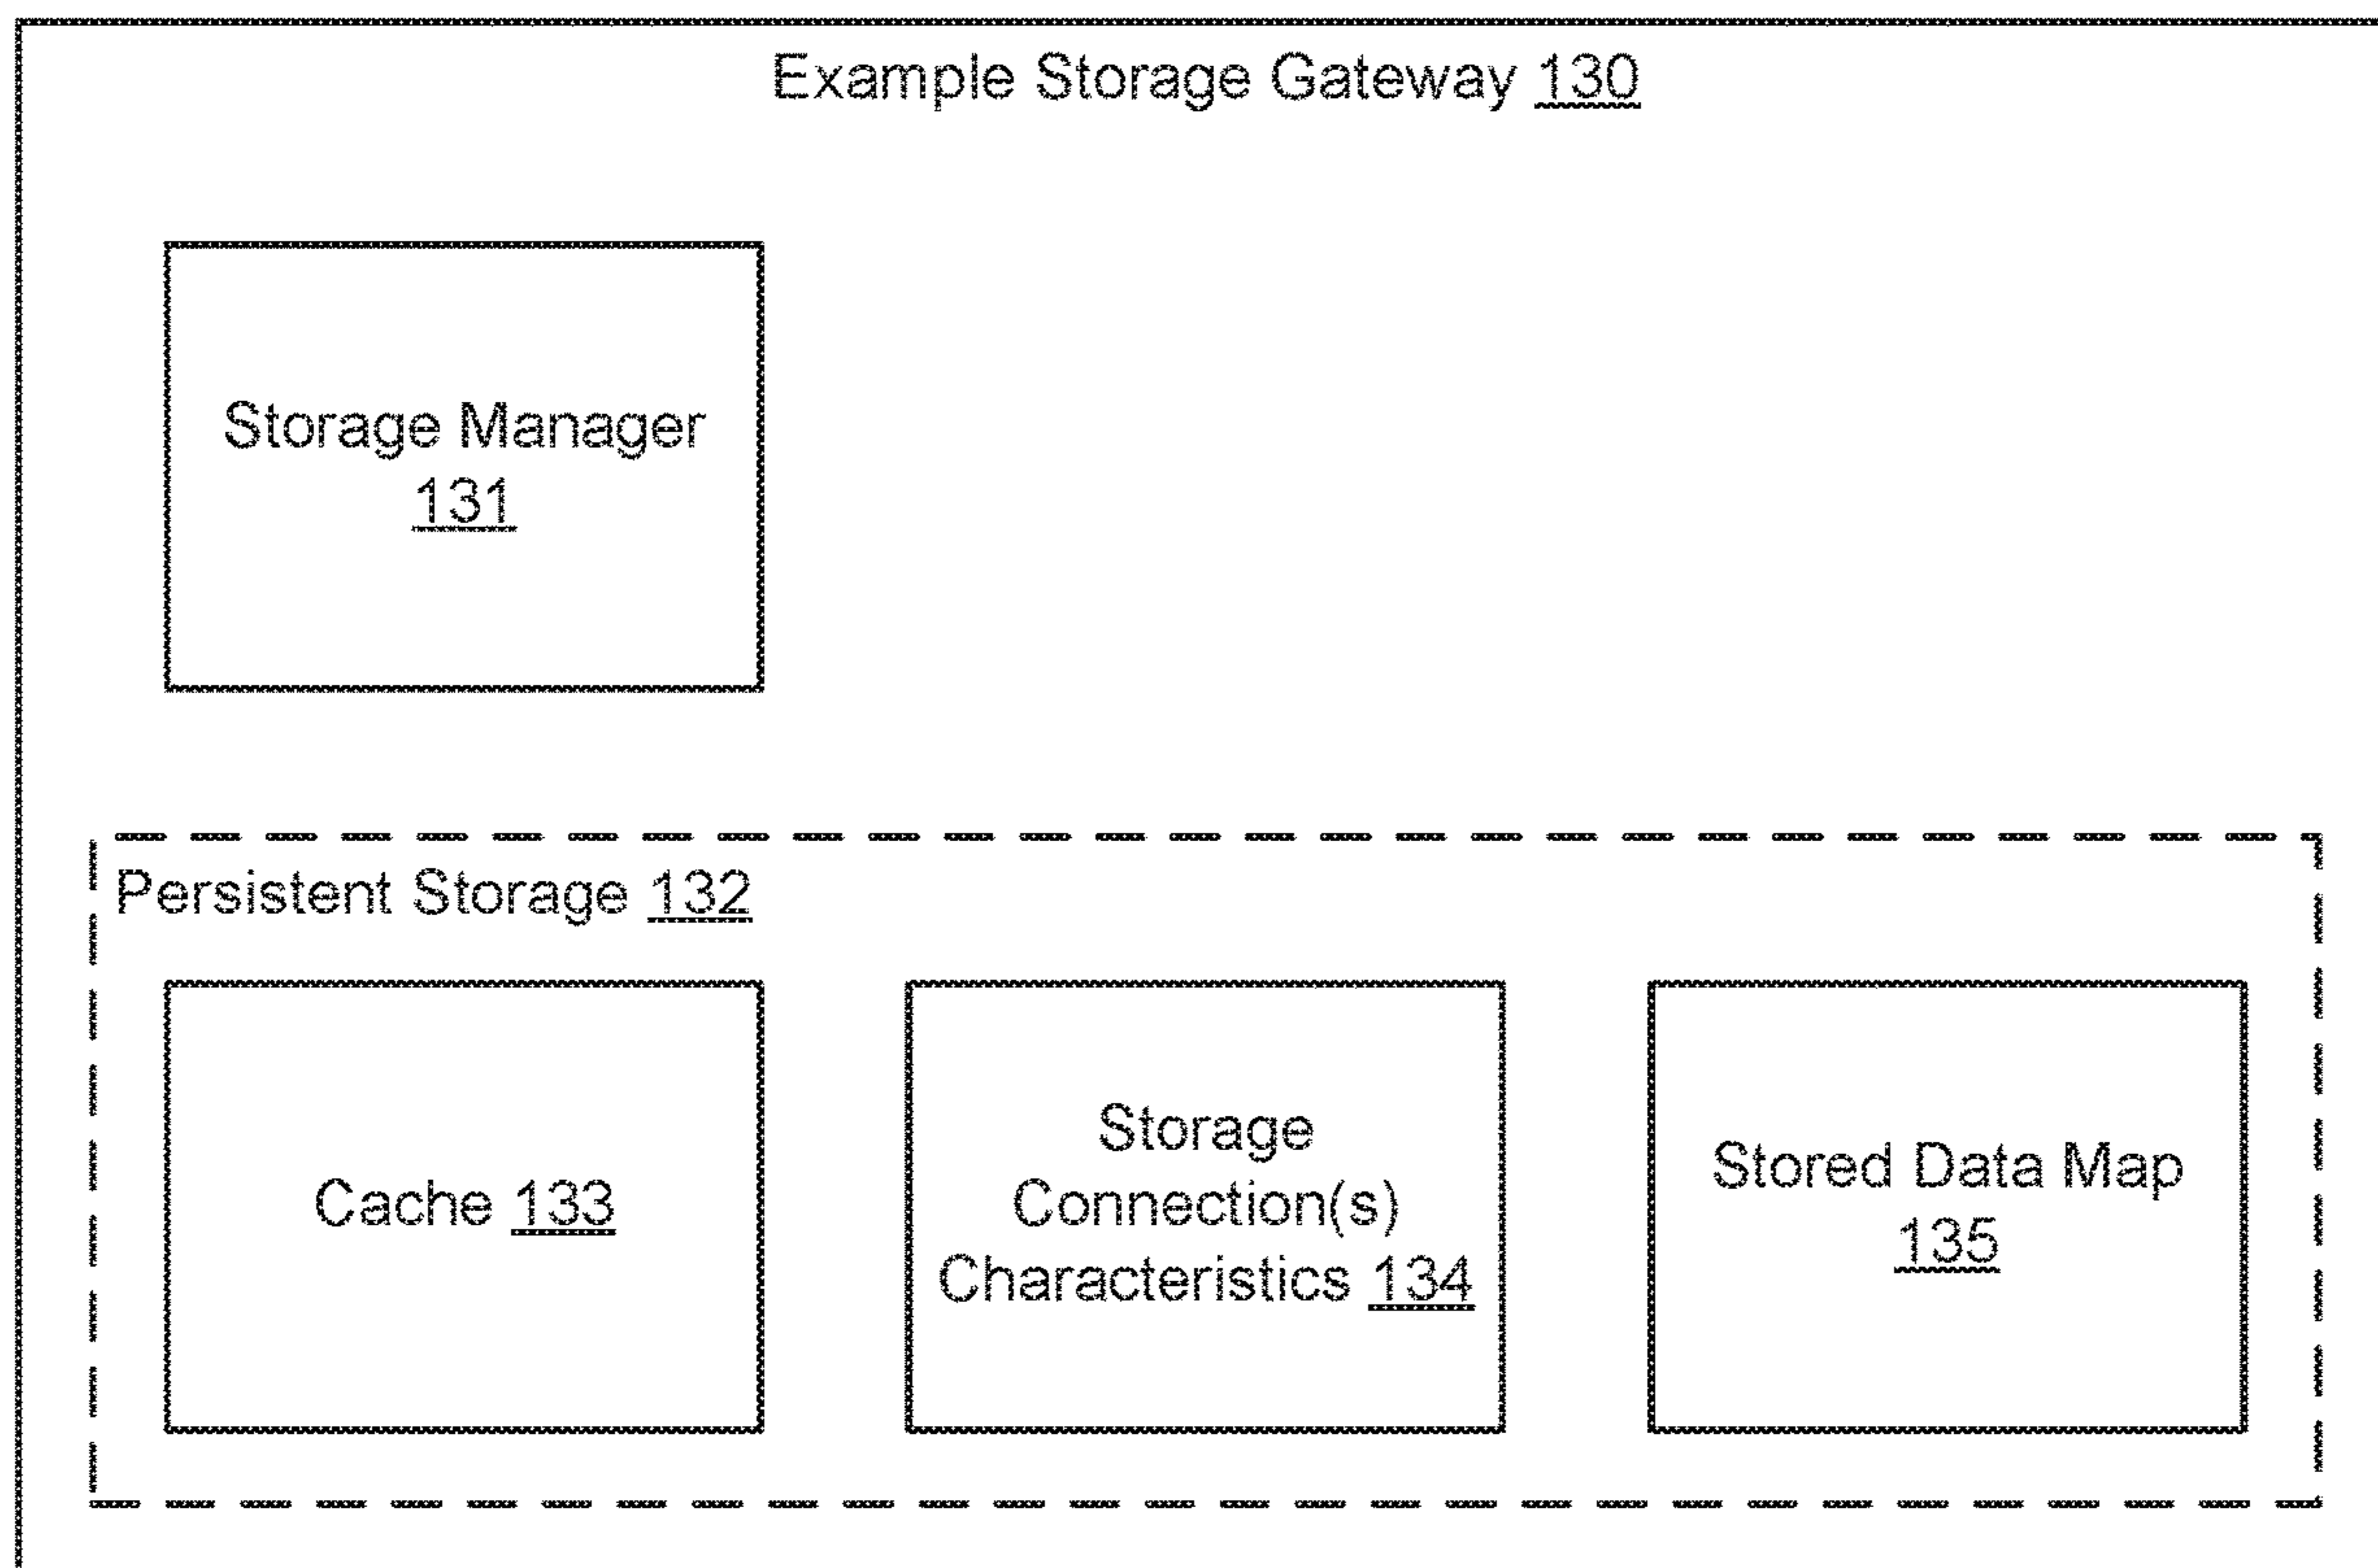 Example Storage Gateway 130
Storage Manager
131
Persistent Storage 132
Cache 133
Storage
Connection(s)
Characteristics 134
Stored Data Map
135